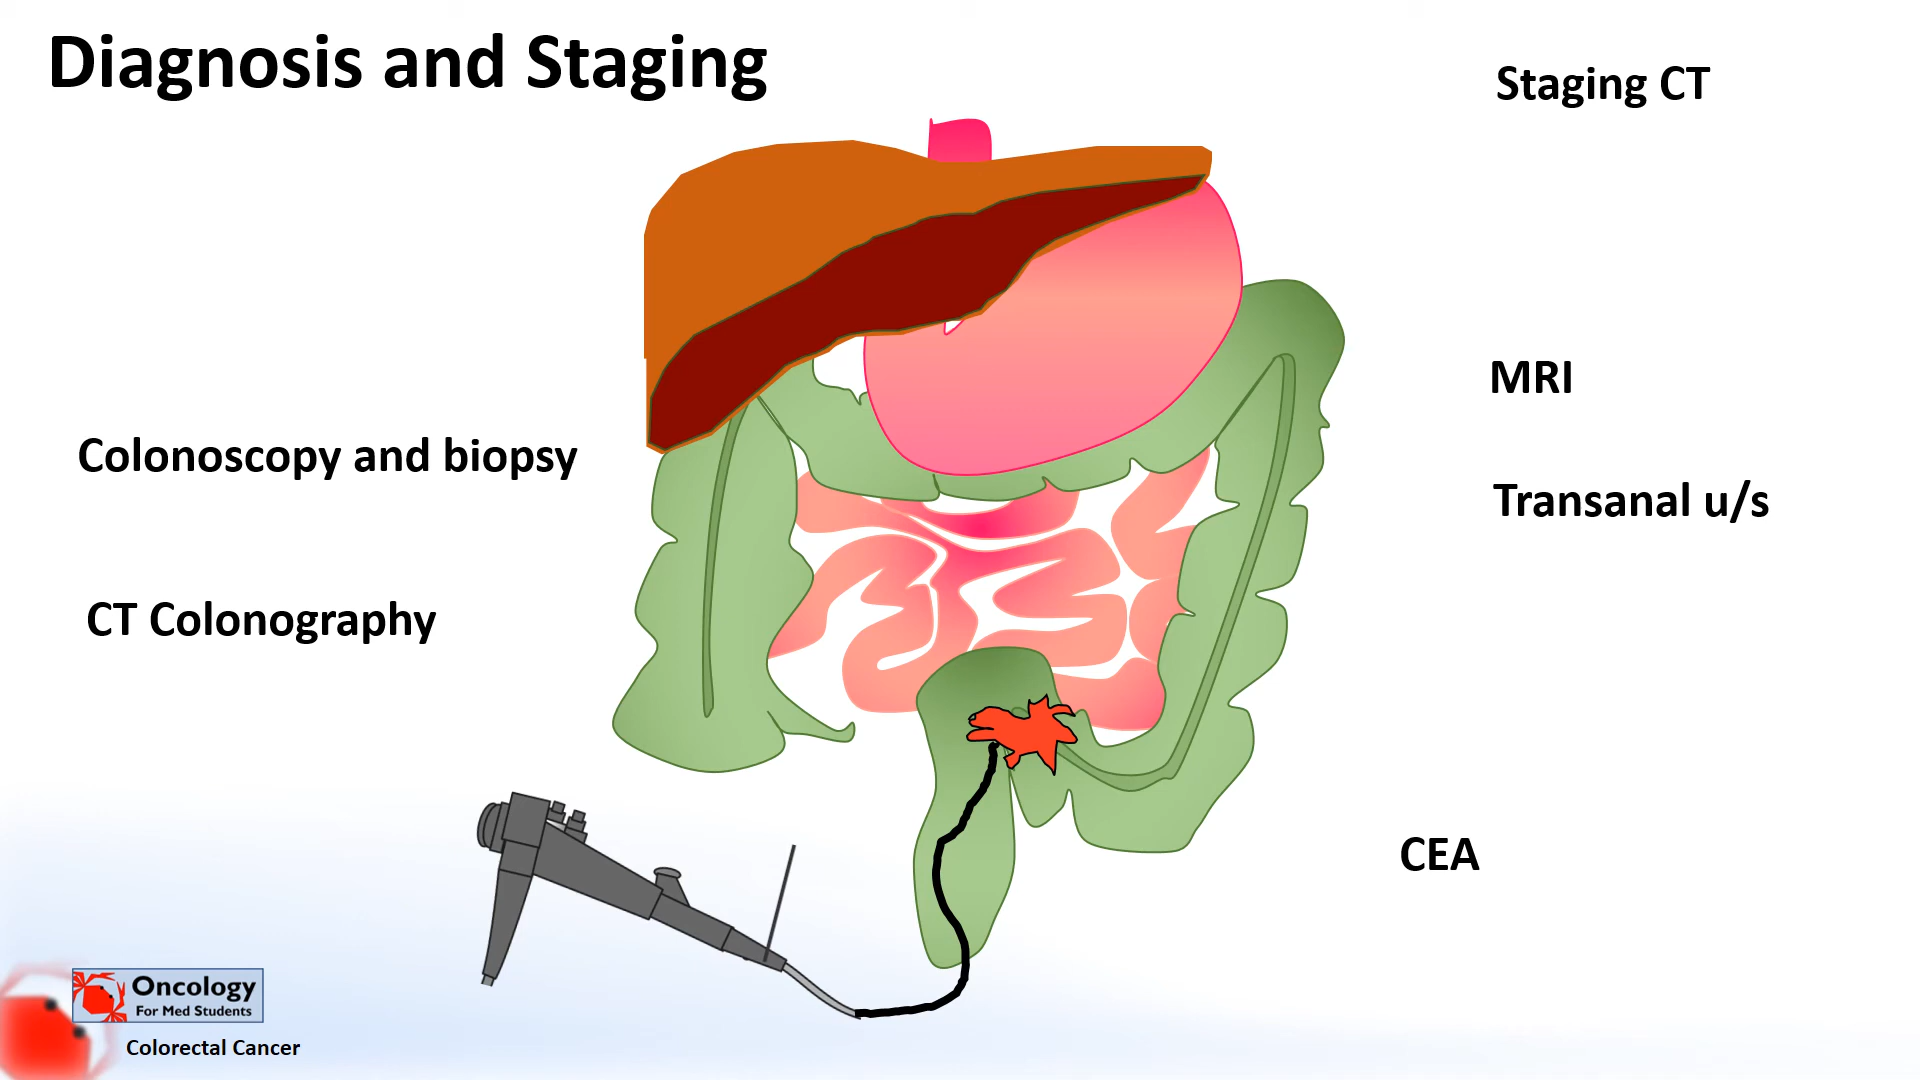 Diagnosis and Staging
Staging CT
MRI
Colonoscopy and biopsy
Transanal u/s
CT Colonography
CEA
Oncology
For Med Students
Colorectal Cancer